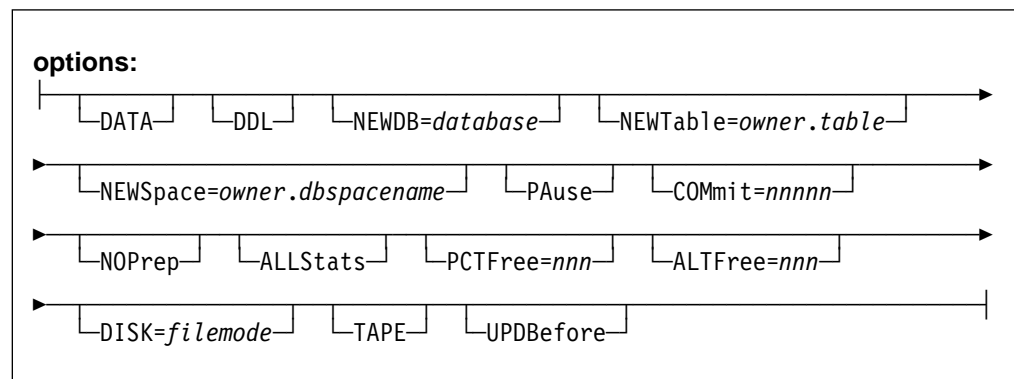 options:
DATA DDL NEWDB=database NEWTable=owner.table
NEWSpace=owner.dbspacename PAuse COMmit=nnnnn
NOPrep ALLStats PCTFree=nnn ALTFree=nnn
DISK=filemode TAPE UPDBefore